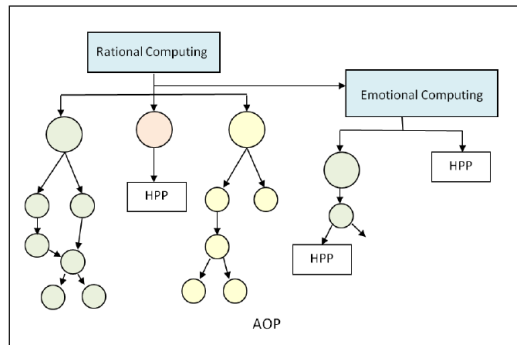 Rational Computing
Emotional Computing
HPP
HPP
HPP
AOP